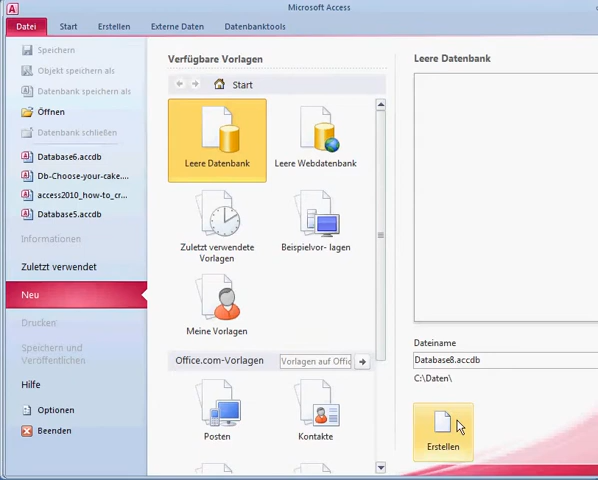 Microsoft Access
Datei
Start
Erstellen
Externe Daten
Datenbanktools
Speichern
Objekt speichern als
Datenbank speichern als
Öffnen
Datenbank schließen
Database6.accdb
Db-Choose-your-cake....
access2010_how-to_cr...
Database5.accdb
Informationen
Zuletzt verwendet
Neu
Drucken
Speichern und
Veröffentlichen
Hilfe
Optionen
Beenden
Verfügbare Vorlagen
Start
Leere Datenbank
Leere Webdatenbank
Zuletzt verwendete
Vorlagen
Beispielvor- lagen
Meine Vorlagen
Office.com-Vorlagen
Vorlagen auf Offic
Posten
Kontakte
Leere Datenbank
Dateiname
Database8.accdb
C:\Daten\
Erstellen